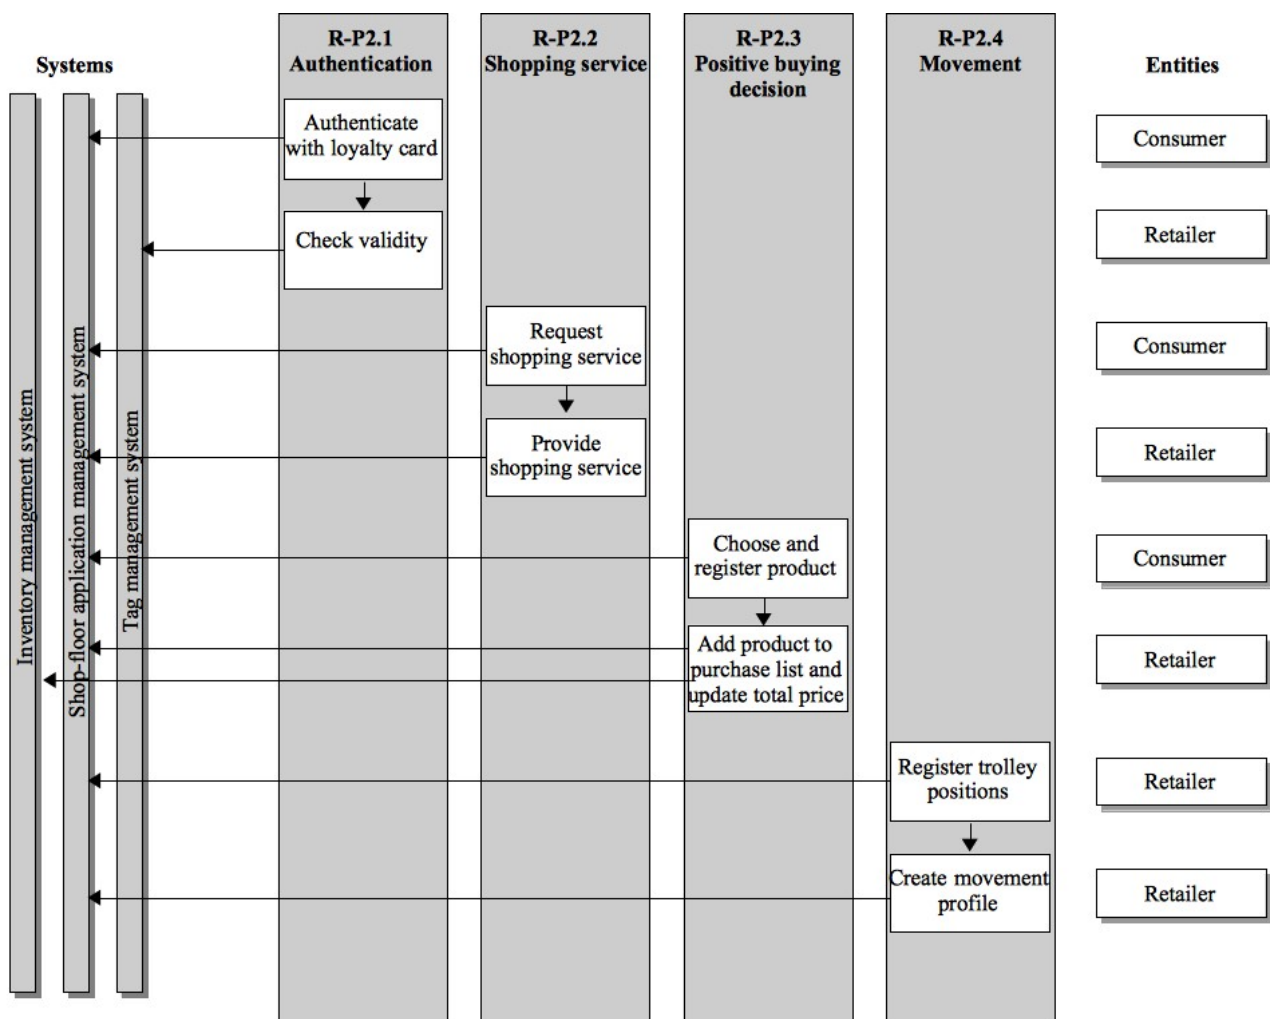 Systems
R-P2.1
Authentication
R-P2.2
Shopping service
R-P2.3
Positive buying
decision
R-P2.4
Movement
Entities
Authenticate
with loyalty card
Consumer
Check validity
Retailer
Request
shopping service
Consumer
Provide
shopping service
Retailer
Choose and
register product
Consumer
Add product to
purchase list and
update total price
Retailer
Register trolley
positions
Retailer
Create movement
profile
Retailer
Inventory management system
Shop-floor application management system
Tag management system